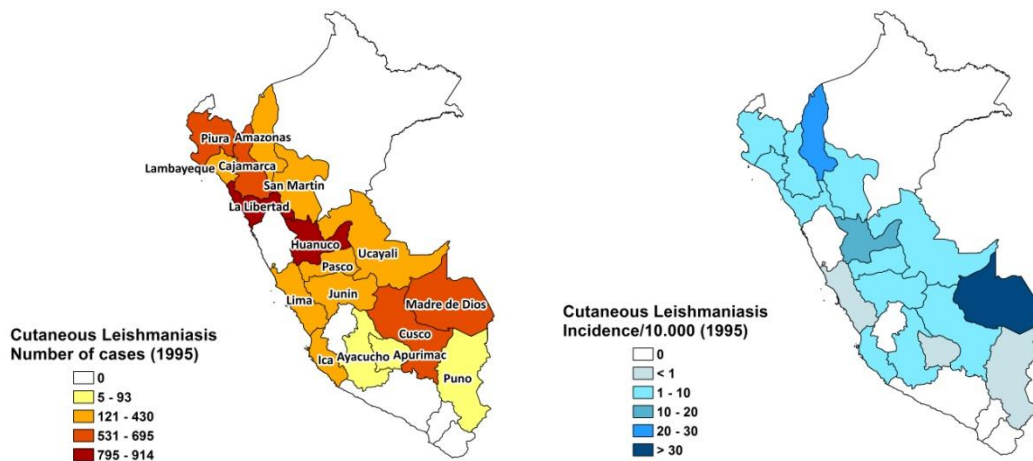 Piura
Amazonas
Lambayeque
Cajamarca
San Martin
La Libertad
Huanuco
Ucayali
Pasco
Lima
Junin
Madre de Dios
Cusco
Ica
Ayacucho
Apurimac
Puno
Cutaneous Leishmaniasis
Number of cases (1995)
0
5 - 93
121 - 430
531 - 695
795 - 914
Cutaneous Leishmaniasis
Incidence/10.000 (1995)
0
< 1
1 - 10
10 - 20
20 - 30
> 30